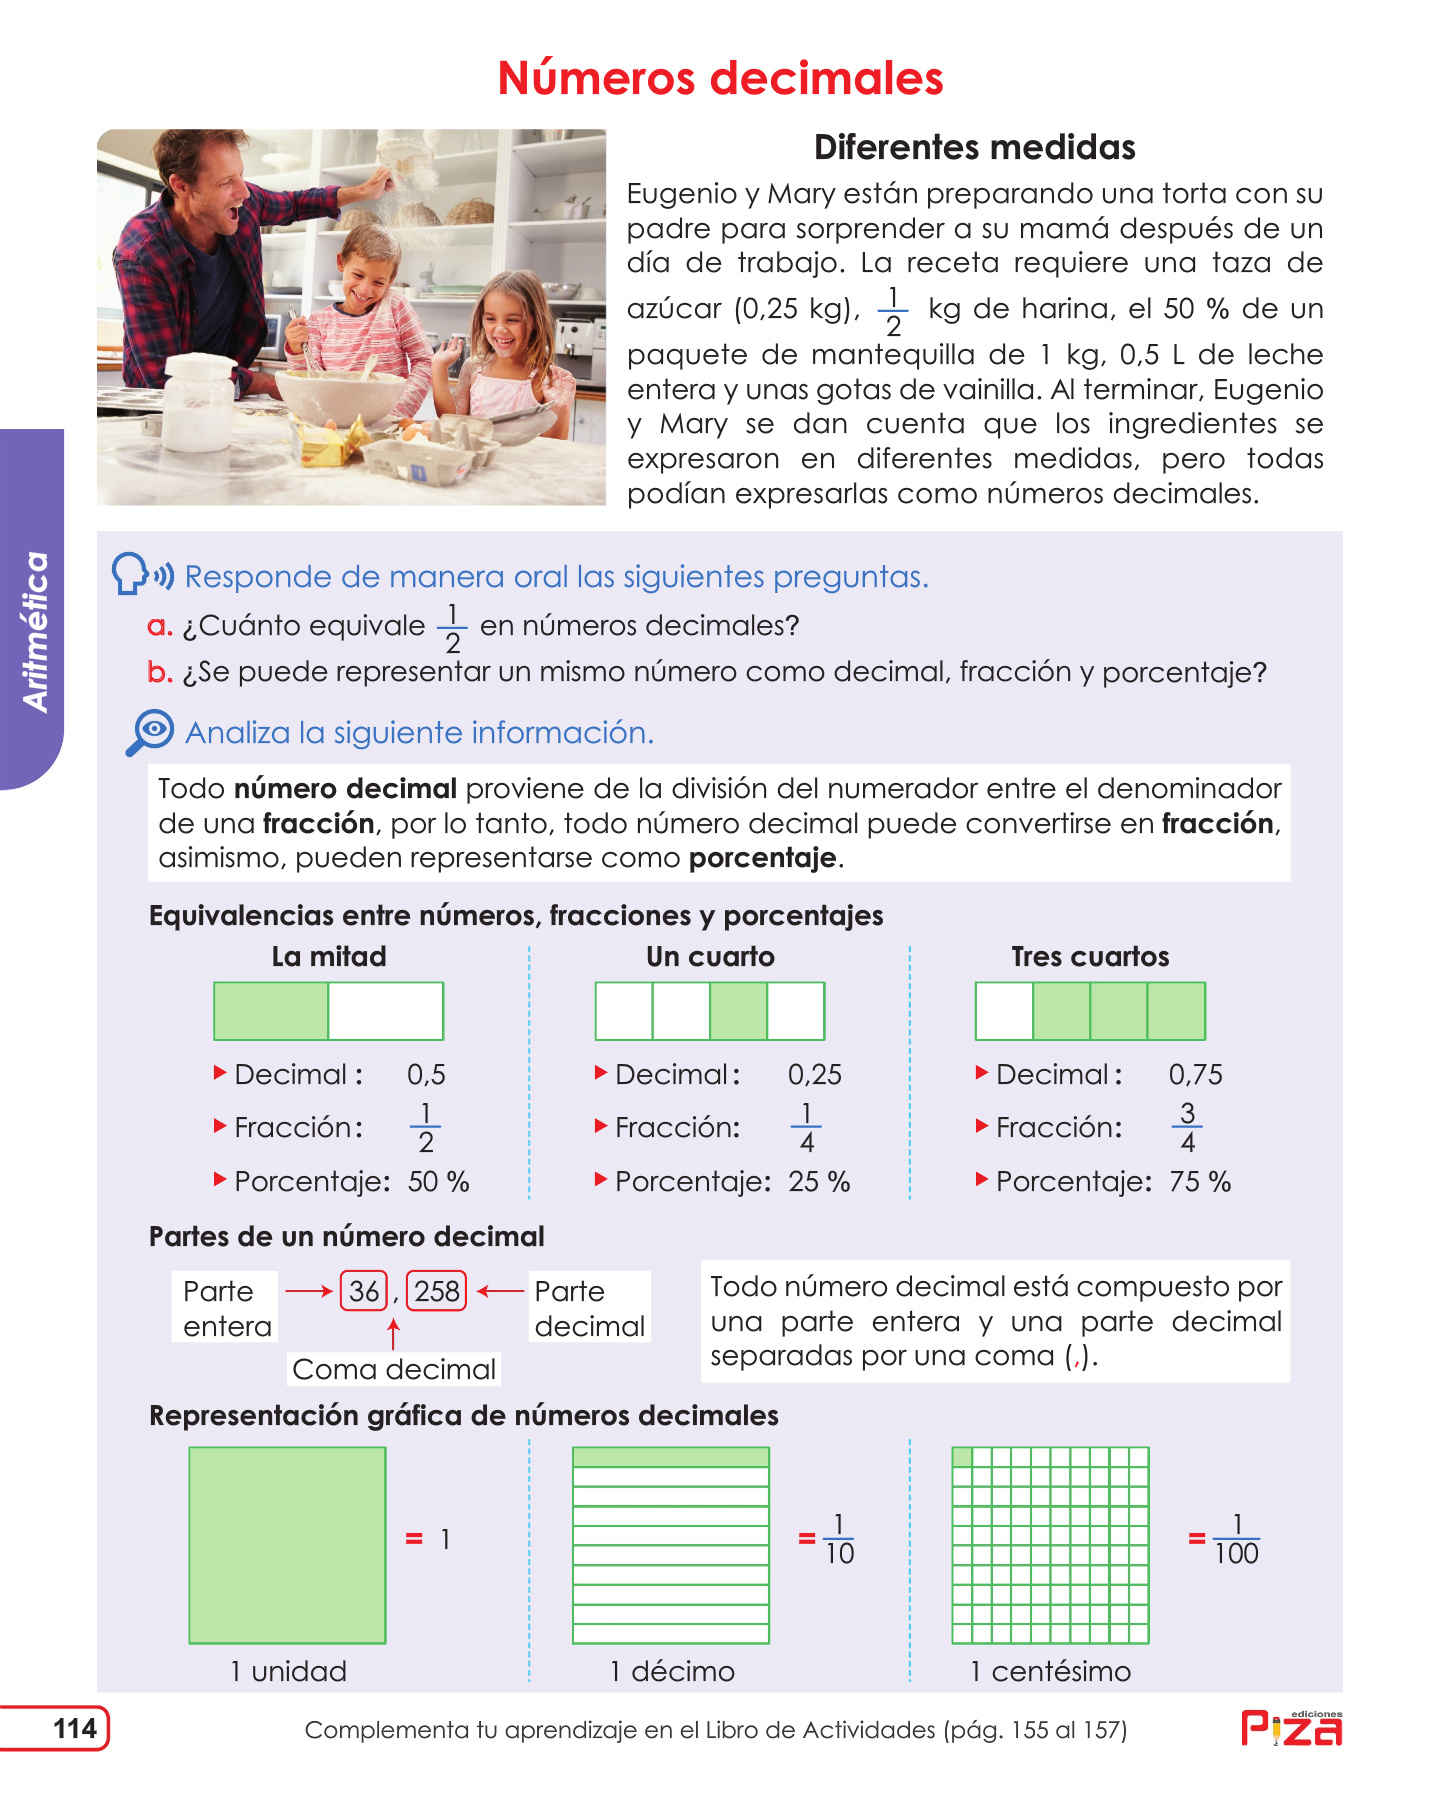 Números decimales
Diferentes medidas
Eugenio y Mary están preparando una torta con su
padre para sorprender a su mamá después de un
día de trabajo. La receta requiere una taza de
azúcar (0,25 kg), 1/2 kg de harina, el 50 % de un
paquete de mantequilla de 1 kg, 0,5 L de leche
entera y unas gotas de vainilla. Al terminar, Eugenio
y Mary se dan cuenta que los ingredientes se
expresaron en diferentes medidas, pero todas
podían expresarlas como números decimales.
Aritmética
Responde de manera oral las siguientes preguntas.
a. ¿Cuánto equivale 1/2 en números decimales?
b. ¿Se puede representar un mismo número como decimal, fracción y porcentaje?
Analiza la siguiente información.
Todo número decimal proviene de la división del numerador entre el denominador
de una fracción, por lo tanto, todo número decimal puede convertirse en fracción,
asimismo, pueden representarse como porcentaje.
Equivalencias entre números, fracciones y porcentajes
La mitad
Decimal : 0,5
Fracción : 1/2
Porcentaje: 50 %
Un cuarto
Decimal : 0,25
Fracción: 1/4
Porcentaje: 25 %
Tres cuartos
Decimal : 0,75
Fracción: 3/4
Porcentaje: 75 %
Partes de un número decimal
Parte
entera
36 , 258
Parte
decimal
Coma decimal
Todo número decimal está compuesto por
una parte entera y una parte decimal
separadas por una coma (,).
Representación gráfica de números decimales
= 1
1 unidad
= 1/10
1 décimo
= 1/100
1 centésimo
114
Complementa tu aprendizaje en el Libro de Actividades (pág. 155 al 157)
ediciones
Piza